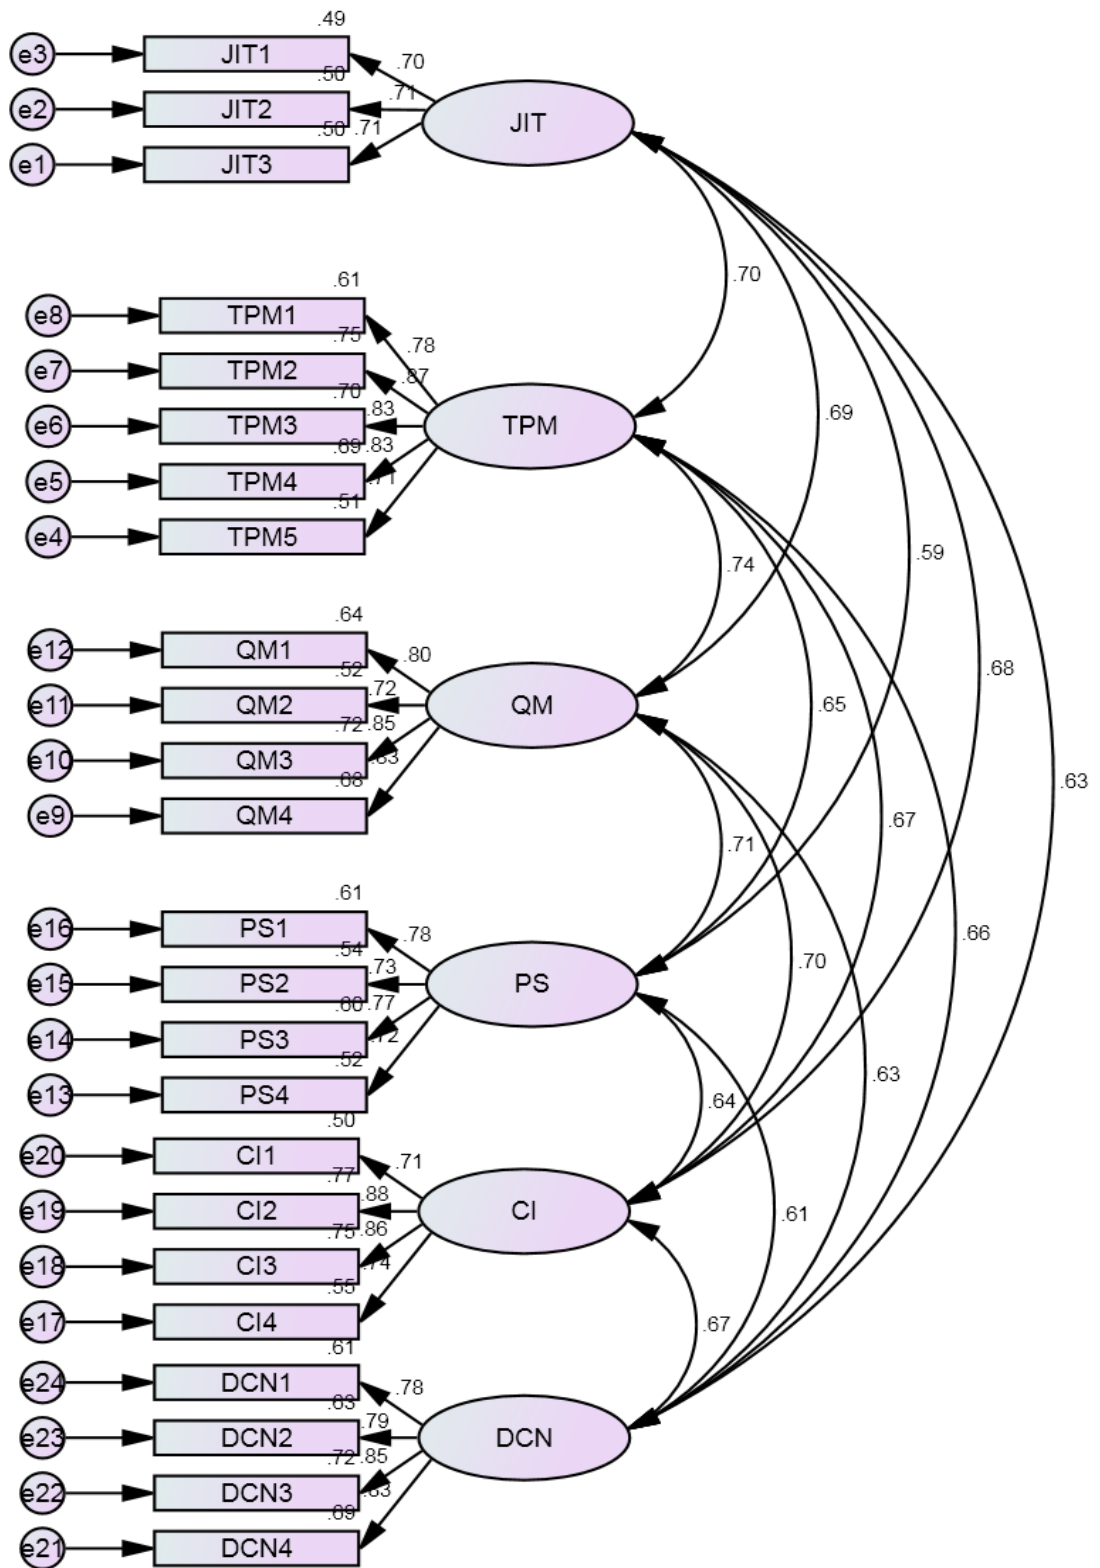 .49
e3 JIT1 .70
.50
e2 JIT2 .71 JIT
.50 .71
e1 JIT3
.70
.61
e8 TPM1
.75 .78
e7 TPM2 .87
.70
e6 TPM3 .83 TPM .69
.69 .83
e5 TPM4 .71
.51
e4 TPM5 .74 .59
.64
e12 QM1 .80
.52 .68
e11 QM2 .72 QM .65
.72 .85
e10 QM3 .83 .63
.68
e9 QM4 .67
.71
.61
e16 PS1 .78 .66
.54 .70
e15 PS2 .73 PS
.60 .77
e14 PS3 .72
.52 .63
e13 PS4 .64
.50
e20 CI1 .71
.77
e19 CI2 .88 CI .61
.75 .86
e18 CI3 .74
.55
e17 CI4 .67
.61
e24 DCN1 .78
.63
e23 DCN2 .79 DCN
.72 .85
e22 DCN3 .83
.69
e21 DCN4